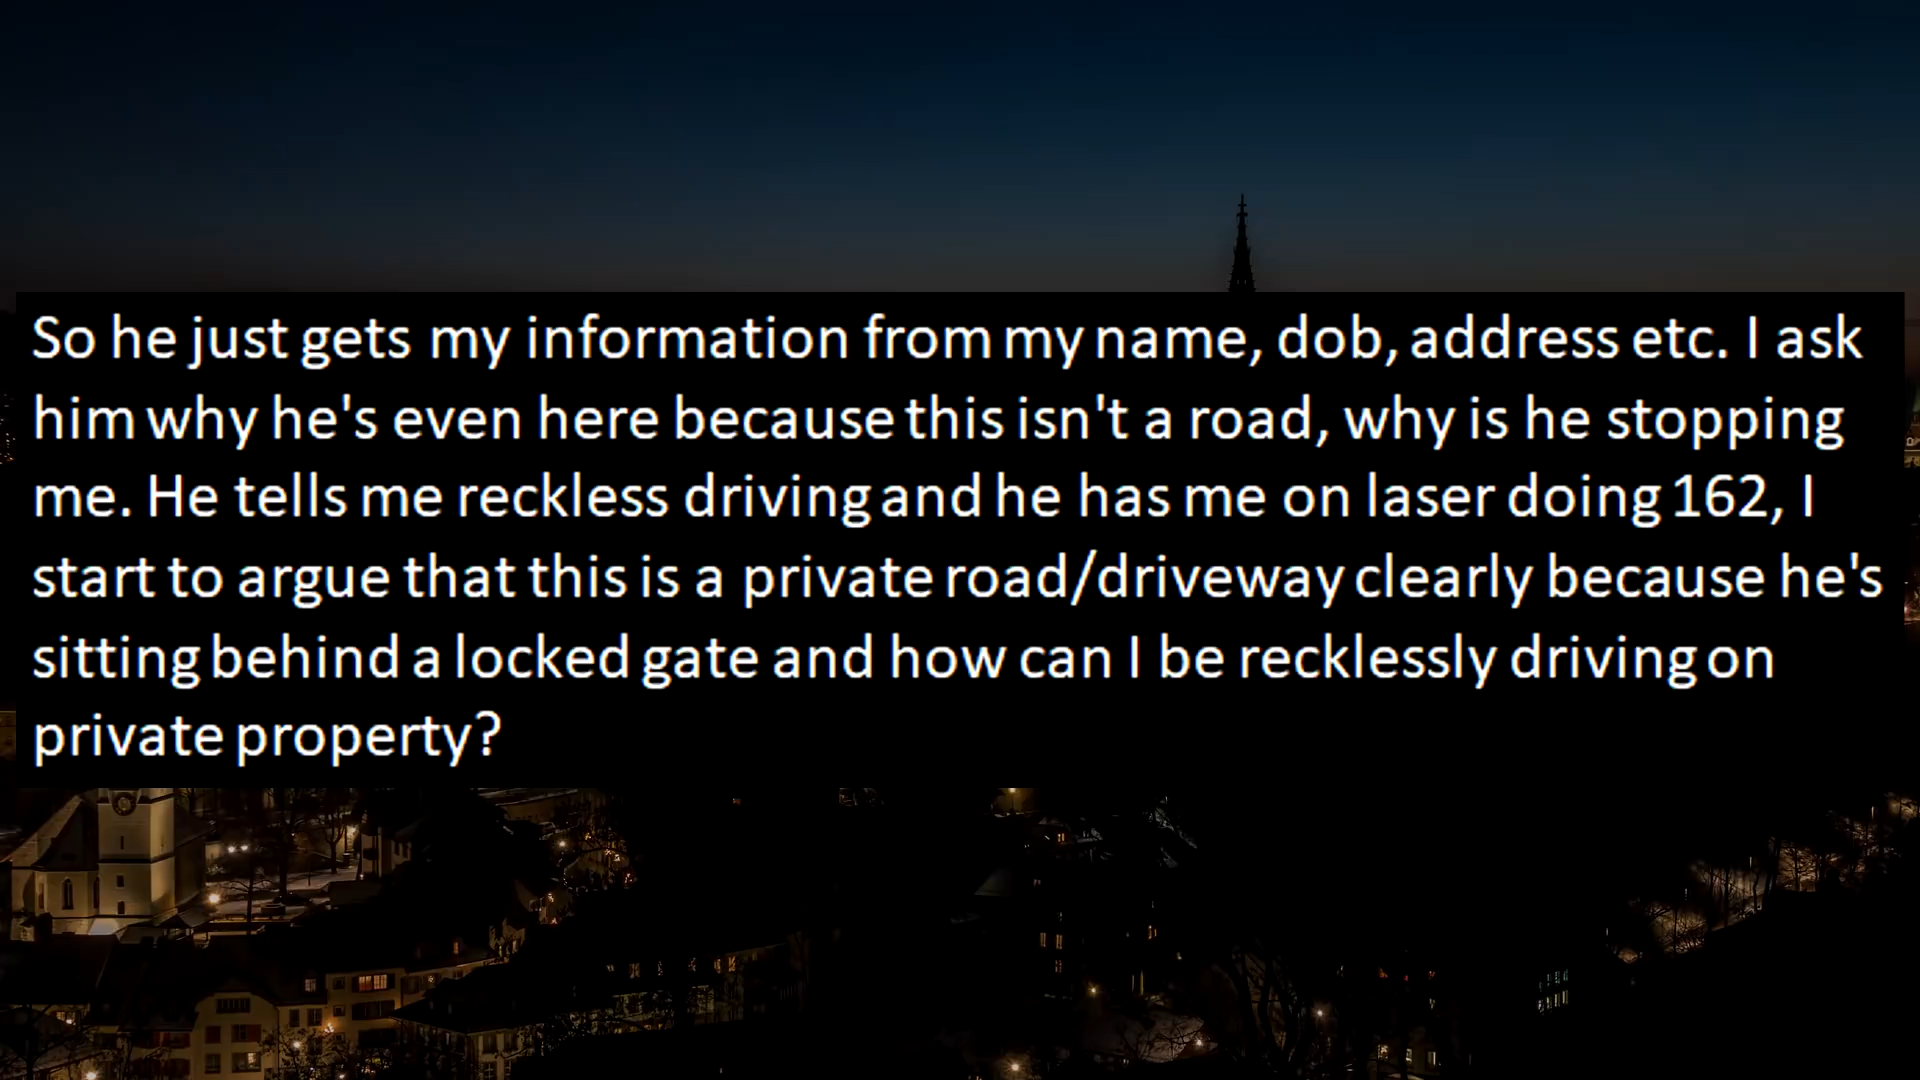 So he just gets my information from my name, dob, address etc. I ask
him why he's even here because this isn't a road, why is he stopping
me. He tells me reckless driving and he has me on laser doing 162, I
start to argue that this is a private road/driveway clearly because he's
sitting behind a locked gate and how can I be recklessly driving on
private property?